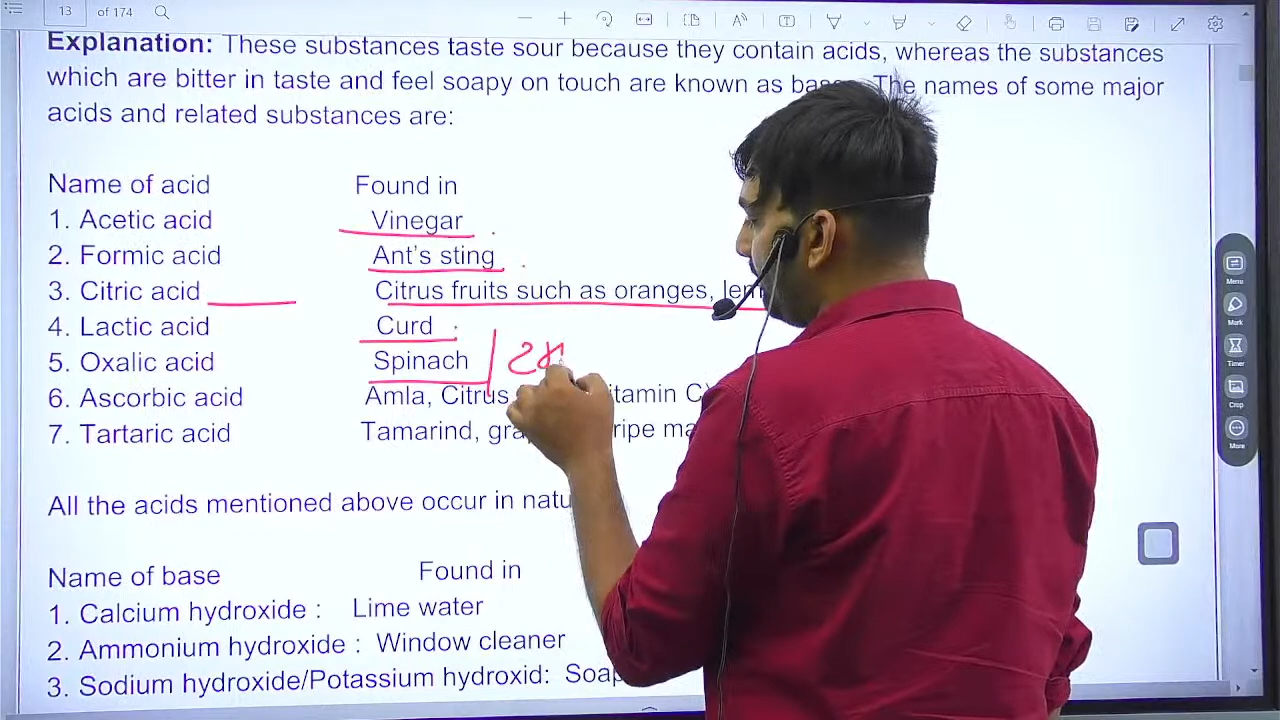 13 of 174
Explanation: These substances taste sour because they contain acids, whereas the substances
which are bitter in taste and feel soapy on touch are known as The names of some major
acids and related substances are:
Name of acid Found in
1. Acetic acid Vinegar
2. Formic acid Ant's sting
3. Citric acid Citrus fruits such as oranges,
4. Lactic acid Curd
5. Oxalic acid Spinach
6. Ascorbic acid Amla, Citrus C)
7. Tartaric acid Tamarind, ripe
All the acids mentioned above occur in
Name of base Found in
1. Calcium hydroxide : Lime water
2. Ammonium hydroxide : Window cleaner
3. Sodium hydroxide/Potassium hydroxid:
Menu
Mark
Timer
Crop
More